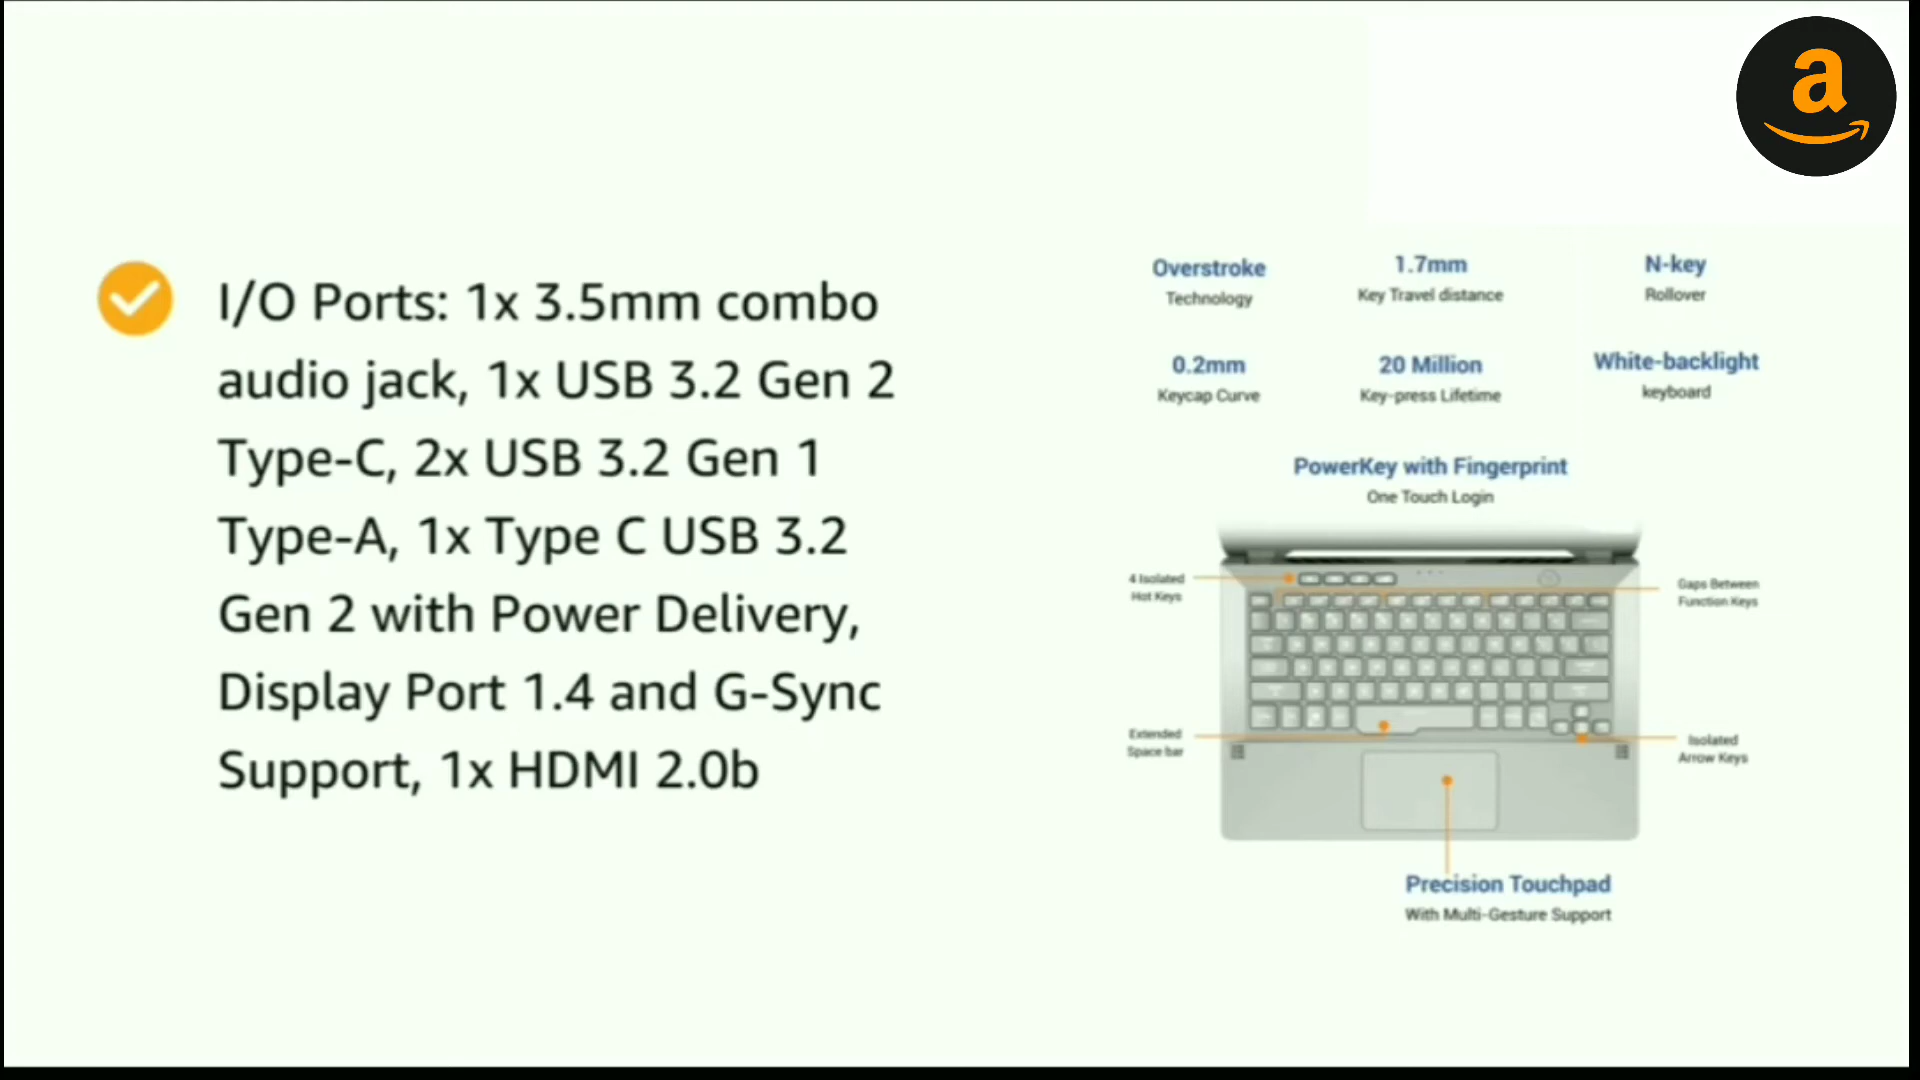 I/O Ports: 1x 3.5mm combo
audio jack, 1x USB 3.2 Gen 2
Type-C, 2x USB 3.2 Gen 1
Type-A, 1x Type C USB 3.2
Gen 2 with Power Delivery,
Display Port 1.4 and G-Sync
Support, 1x HDMI 2.0b
a
Overstroke
Technology
1.7mm
Key Travel distance
N-key
Rollover
0.2mm
Keycap Curve
20 Million
Key-press Lifetime
White-backlight
keyboard
PowerKey with Fingerprint
One Touch Login
4 Isolated
Hot Keys
Gaps Between
Function Keys
Extended
Space bar
Isolated
Arrow Keys
Precision Touchpad
With Multi-Gesture Support